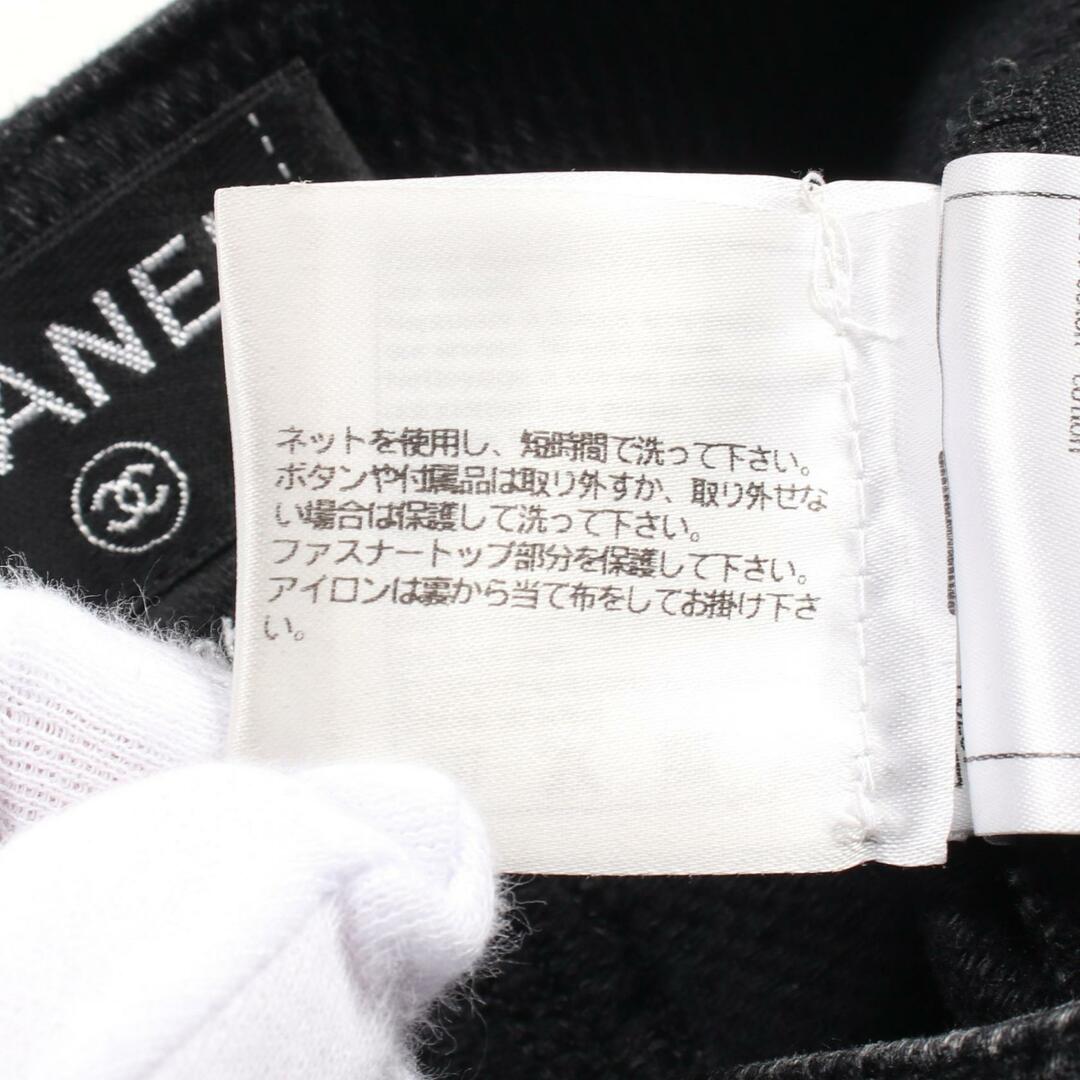 ANE
ネットを使用し、短時間で洗って下さい。
ボタンや付属品は取り外すか、取り外せな
い場合は保護して洗って下さい。
ファスナートップ部分を保護して下さい。
アイロンは裏から当て布をしてお掛け下さ
い。